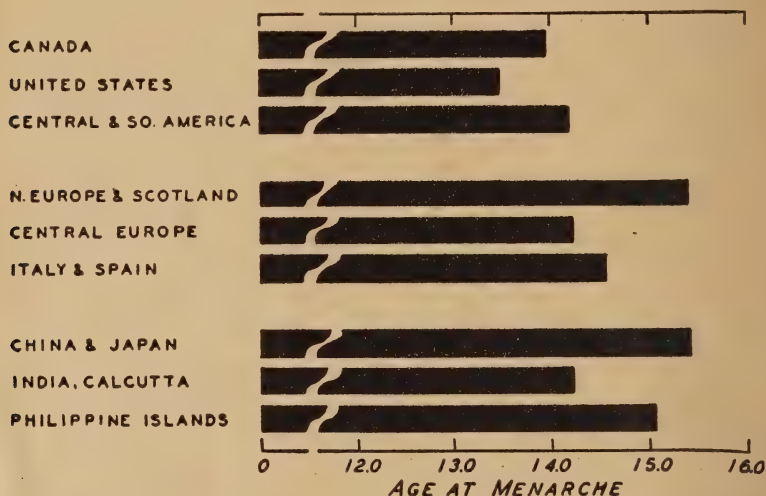 CANADA
UNITED STATES
CENTRAL & SO. AMERICA
N. EUROPE & SCOTLAND
CENTRAL EUROPE
ITALY & SPAIN
CHINA & JAPAN
INDIA, CALCUTTA
PHILIPPINE ISLANDS
0 12.0 13.0 14.0 15.0 16.0
AGE AT MENARCHE